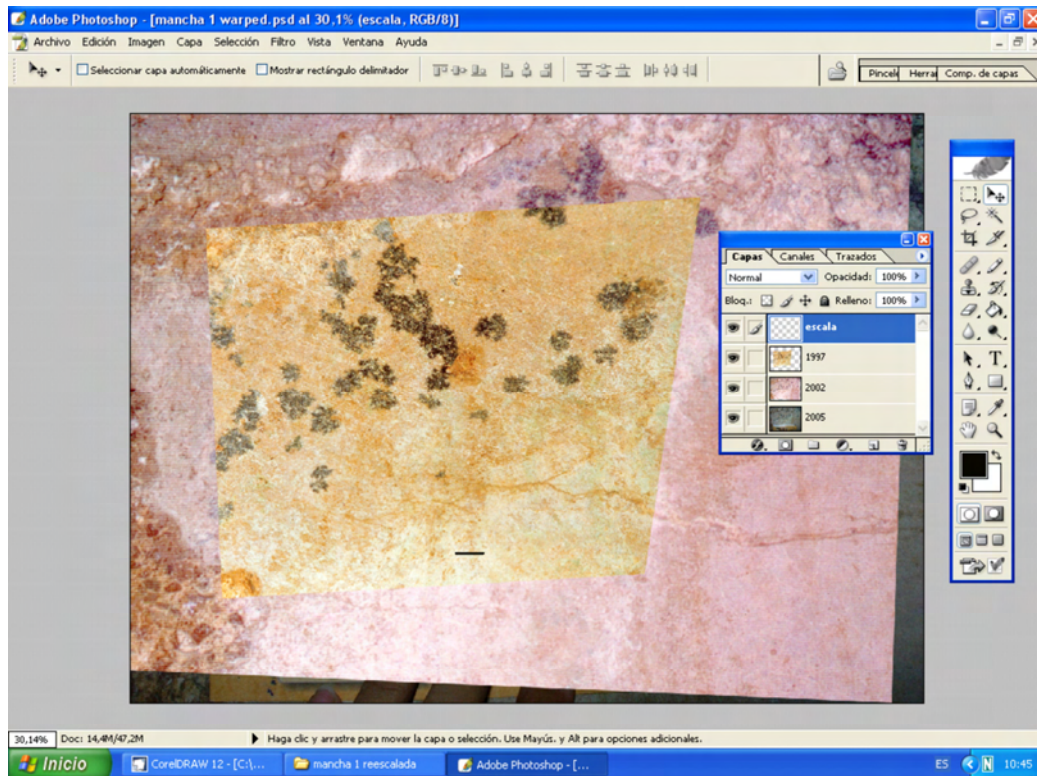 Adobe Photoshop - [mancha 1 warped.psd al 30,1% (escala, RGB/8)]
Archivo Edición Imagen Capa Selección Filtro Vista Ventana Ayuda
Seleccionar capa automáticamente Mostrar rectángulo delimitador
Pincele Herra Comp. de capas
Capas Canales Trazados
Normal Opacidad: 100%
Bloq.: Relleno: 100%
escala
1997
2002
2005
30,14% Doc: 14,4M/47,2M Haga clic y arrastre para mover la capa o selección. Use Mayús. y Alt para opciones adicionales.
Inicio CorelDRAW 12 - [C:\... mancha 1 reescalada Adobe Photoshop - [... ES N 10:45